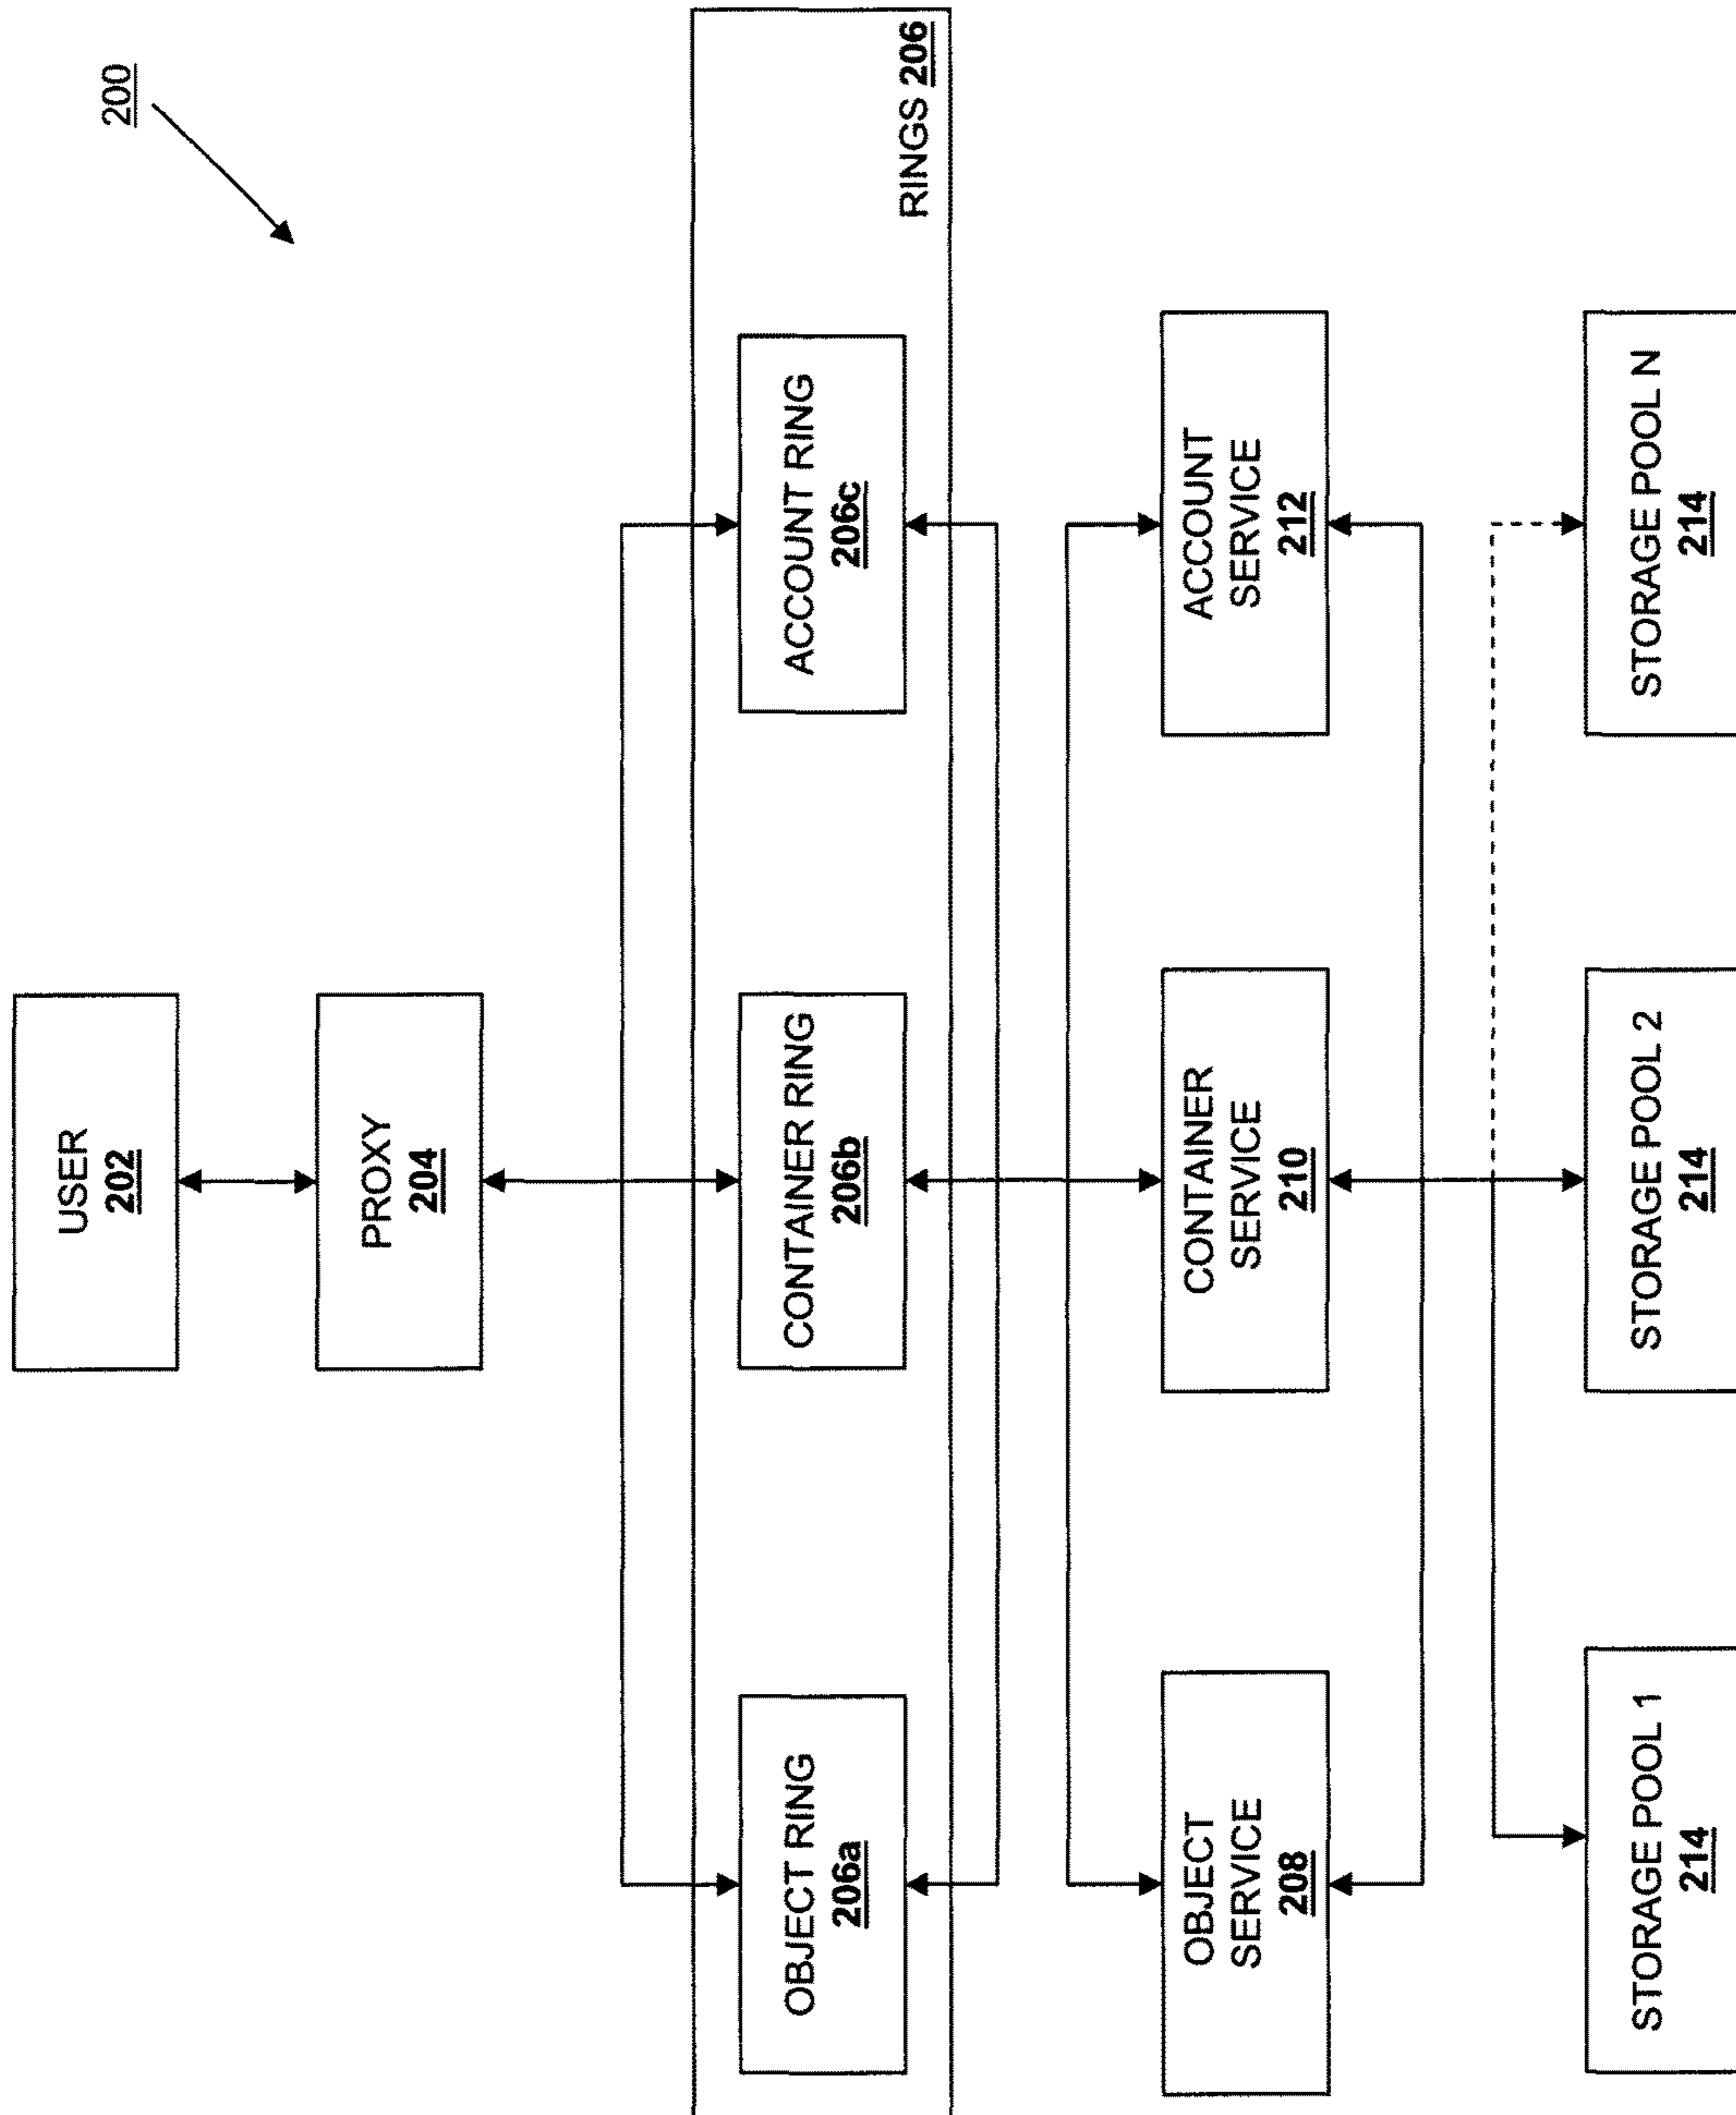 200
USER
202
PROXY
204
RINGS 206
OBJECT RING
206a
CONTAINER RING
206b
ACCOUNT RING
206c
OBJECT
SERVICE
208
CONTAINER
SERVICE
210
ACCOUNT
SERVICE
212
STORAGE POOL 1
214
STORAGE POOL 2
214
STORAGE POOL N
214